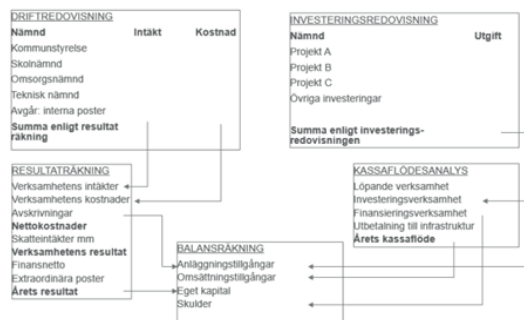 DRIFTREDOVISNING
Nämnd Intäkt Kostnad
Kommunstyrelse
Skolnämnd
Omsorgsnämnd
Teknisk nämnd
Avgår: interna poster
Summa enligt resultat
räkning
INVESTERINGSREDOVISNING
Nämnd Utgift
Projekt A
Projekt B
Projekt C
Övriga investeringar
Summa enligt investerings-
redovisningen
RESULTATRÄKNING
Verksamhetens intäkter
Verksamhetens kostnader
Avskrivningar
Nettokostnader
Skatteintäkter mm
Verksamhetens resultat
Finansnetto
Extraordinära poster
Årets resultat
KASSAFLÖDESANALYS
Löpande verksamhet
Investeringsverksamhet
Finansieringsverksamhet
Utbetalning till infrastruktur
Årets kassaflöde
BALANSRÄKNING
Anläggningstillgångar
Omsättningstillgångar
Eget kapital
Skulder